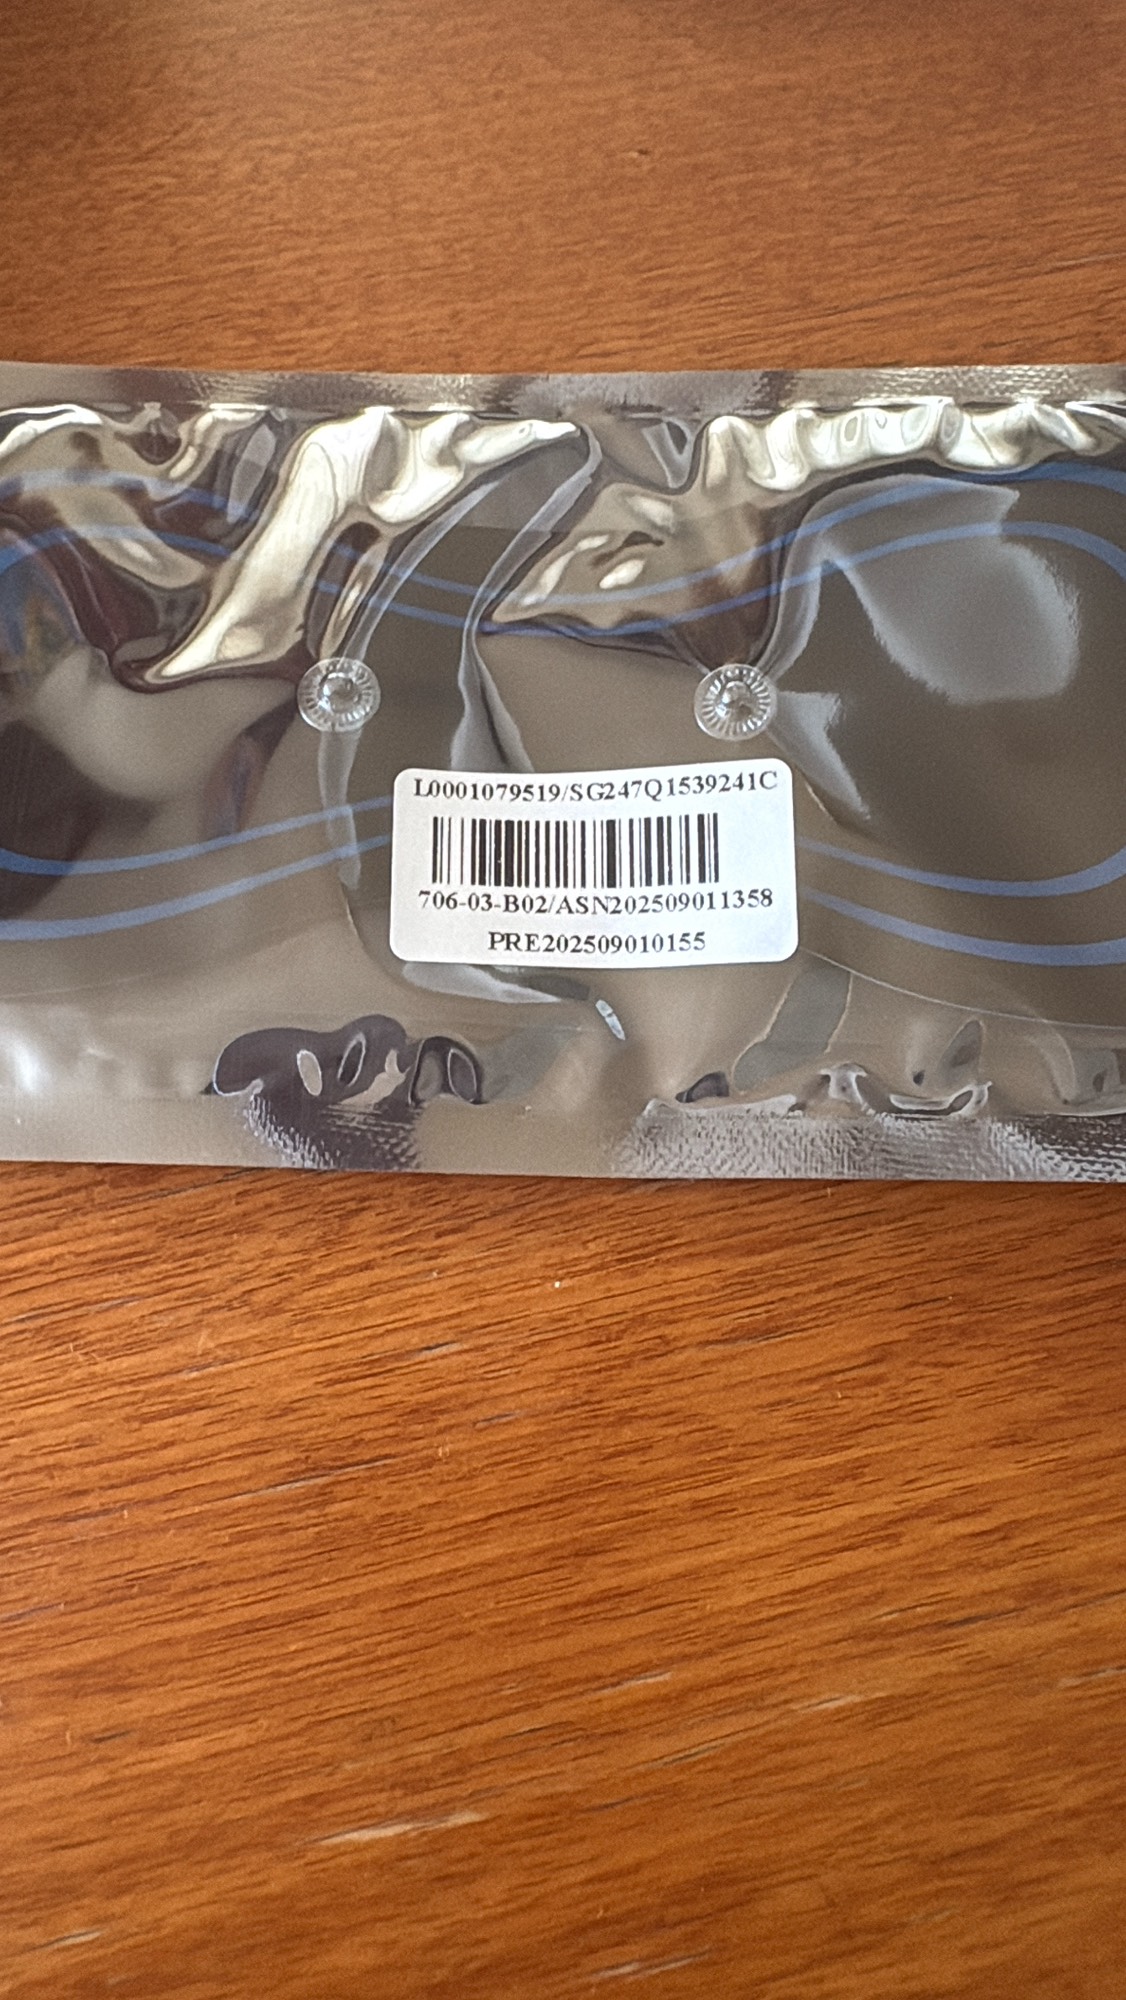 L0001079519/SG247Q1539241C
706-03-B02/ASN202509011358
PRE202509010155